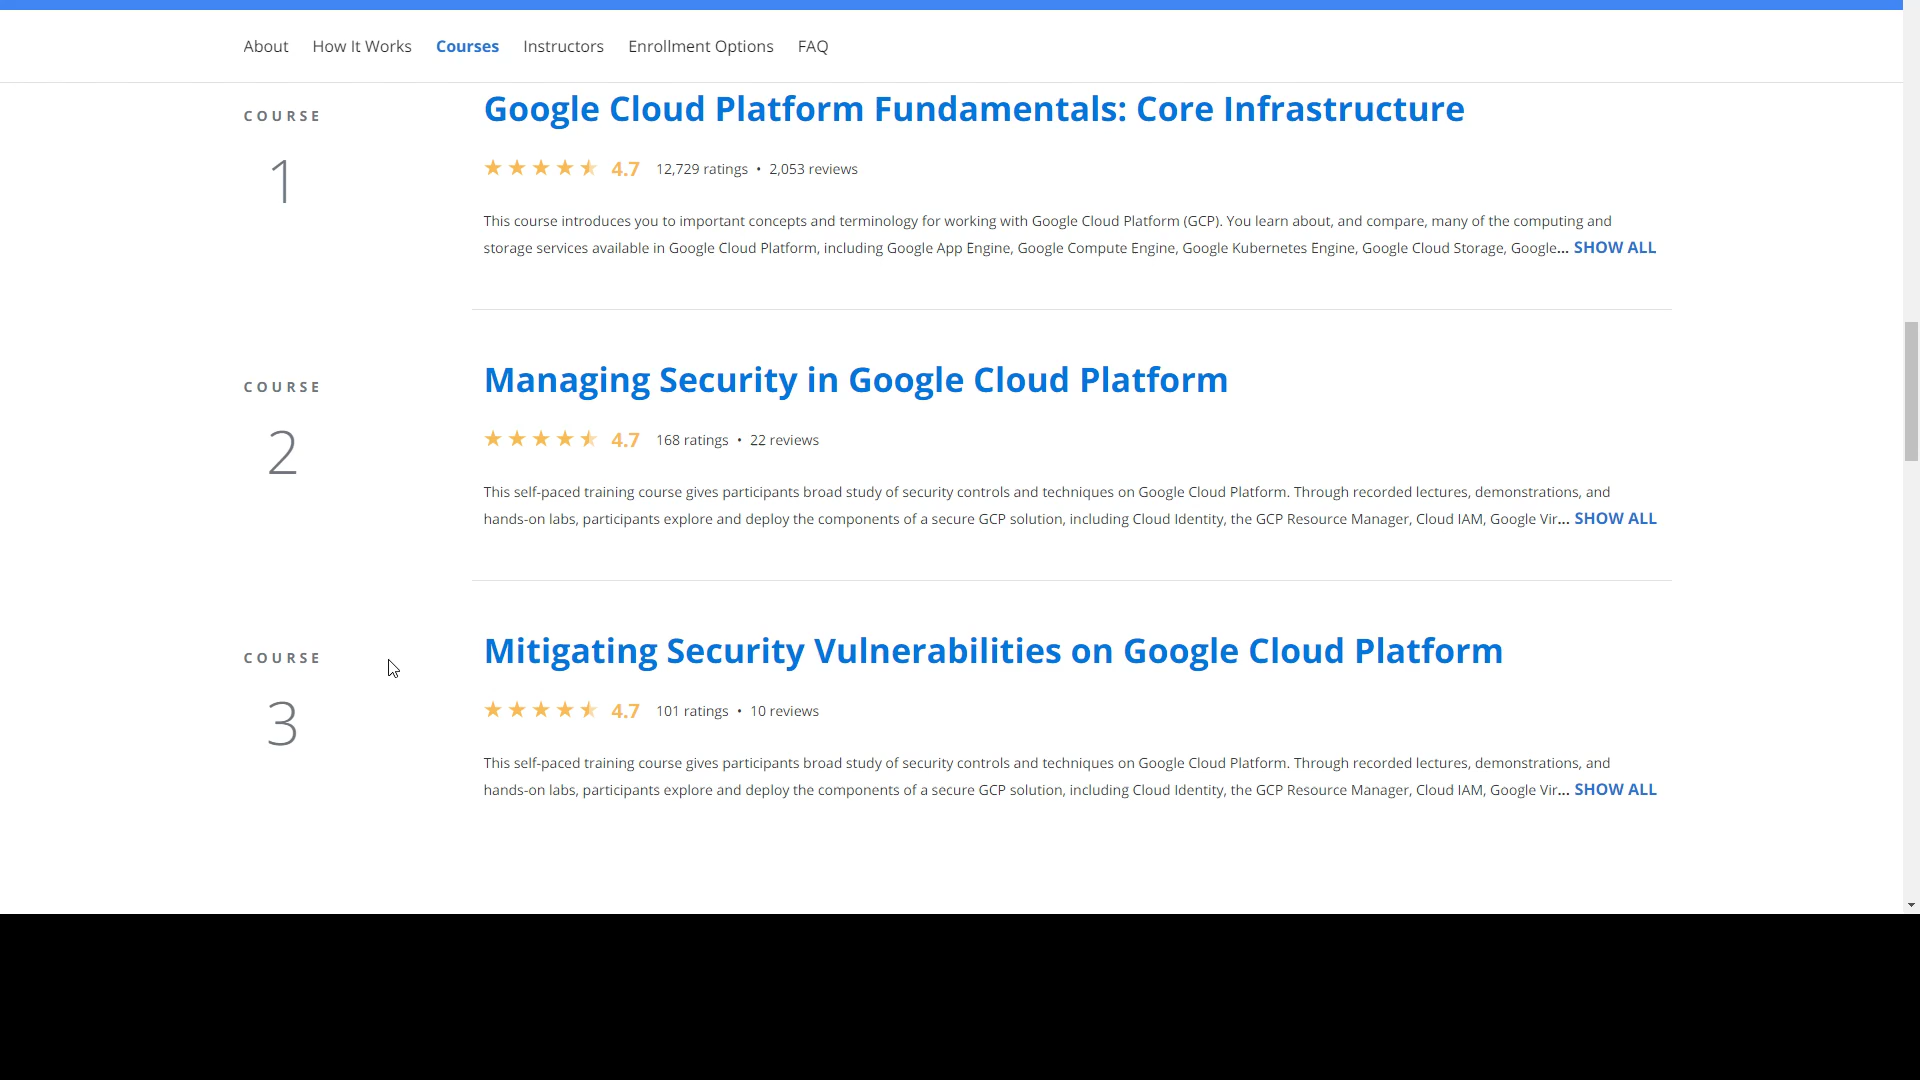 About How It Works Courses Instructors Enrollment Options FAQ
COURSE
1
Google Cloud Platform Fundamentals: Core Infrastructure
4.7 12,729 ratings • 2,053 reviews
This course introduces you to important concepts and terminology for working with Google Cloud Platform (GCP). You learn about, and compare, many of the computing and
storage services available in Google Cloud Platform, including Google App Engine, Google Compute Engine, Google Kubernetes Engine, Google Cloud Storage, Google... SHOW ALL
COURSE
2
Managing Security in Google Cloud Platform
4.7 168 ratings • 22 reviews
This self-paced training course gives participants broad study of security controls and techniques on Google Cloud Platform. Through recorded lectures, demonstrations, and
hands-on labs, participants explore and deploy the components of a secure GCP solution, including Cloud Identity, the GCP Resource Manager, Cloud IAM, Google Vir... SHOW ALL
COURSE
3
Mitigating Security Vulnerabilities on Google Cloud Platform
4.7 101 ratings • 10 reviews
This self-paced training course gives participants broad study of security controls and techniques on Google Cloud Platform. Through recorded lectures, demonstrations, and
hands-on labs, participants explore and deploy the components of a secure GCP solution, including Cloud Identity, the GCP Resource Manager, Cloud IAM, Google Vir... SHOW ALL